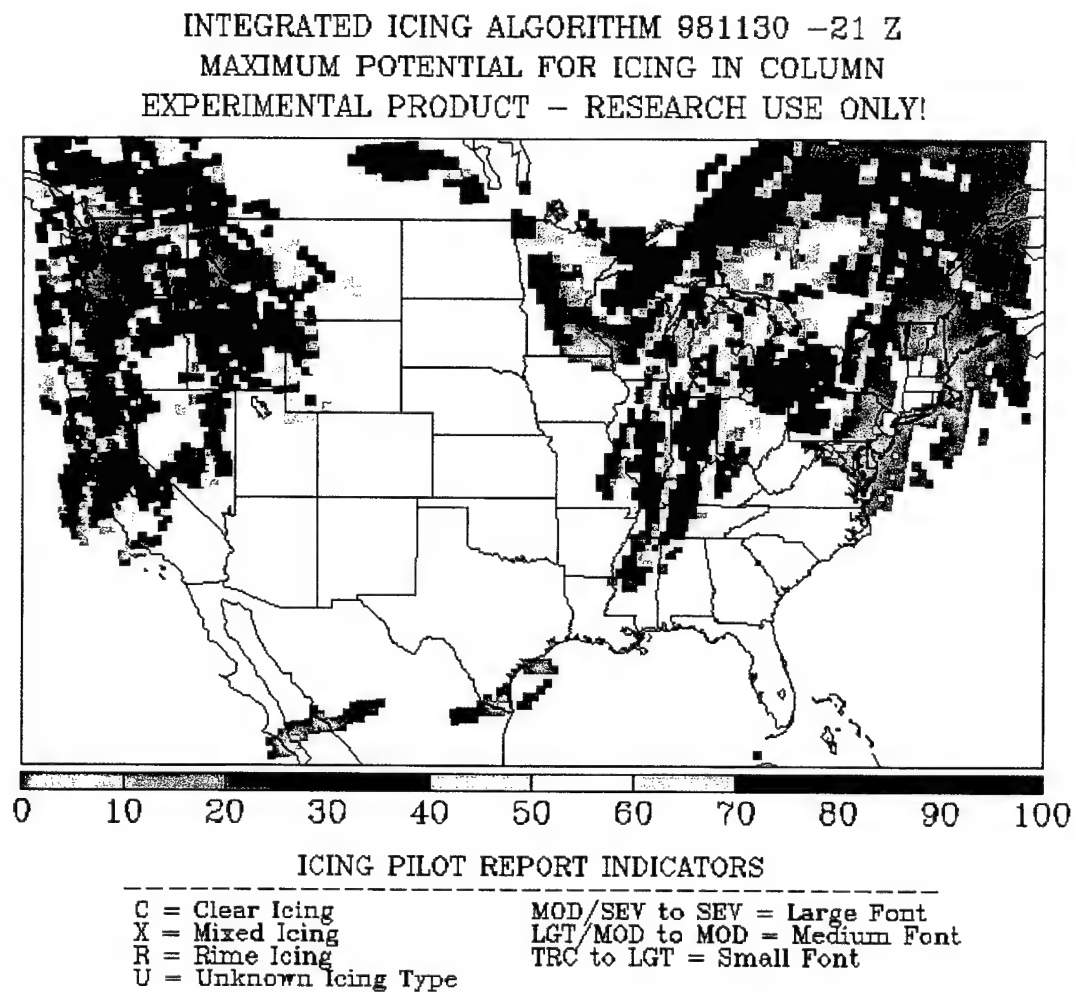 INTEGRATED ICING ALGORITHM 981130 -21 Z
MAXIMUM POTENTIAL FOR ICING IN COLUMN
EXPERIMENTAL PRODUCT - RESEARCH USE ONLY!
0 10 20 30 40 50 60 70 80 90 100
ICING PILOT REPORT INDICATORS
C = Clear Icing MOD/SEV to SEV = Large Font
X = Mixed Icing LGT/MOD to MOD = Medium Font
R = Rime Icing TRC to LGT = Small Font
U = Unknown Icing Type